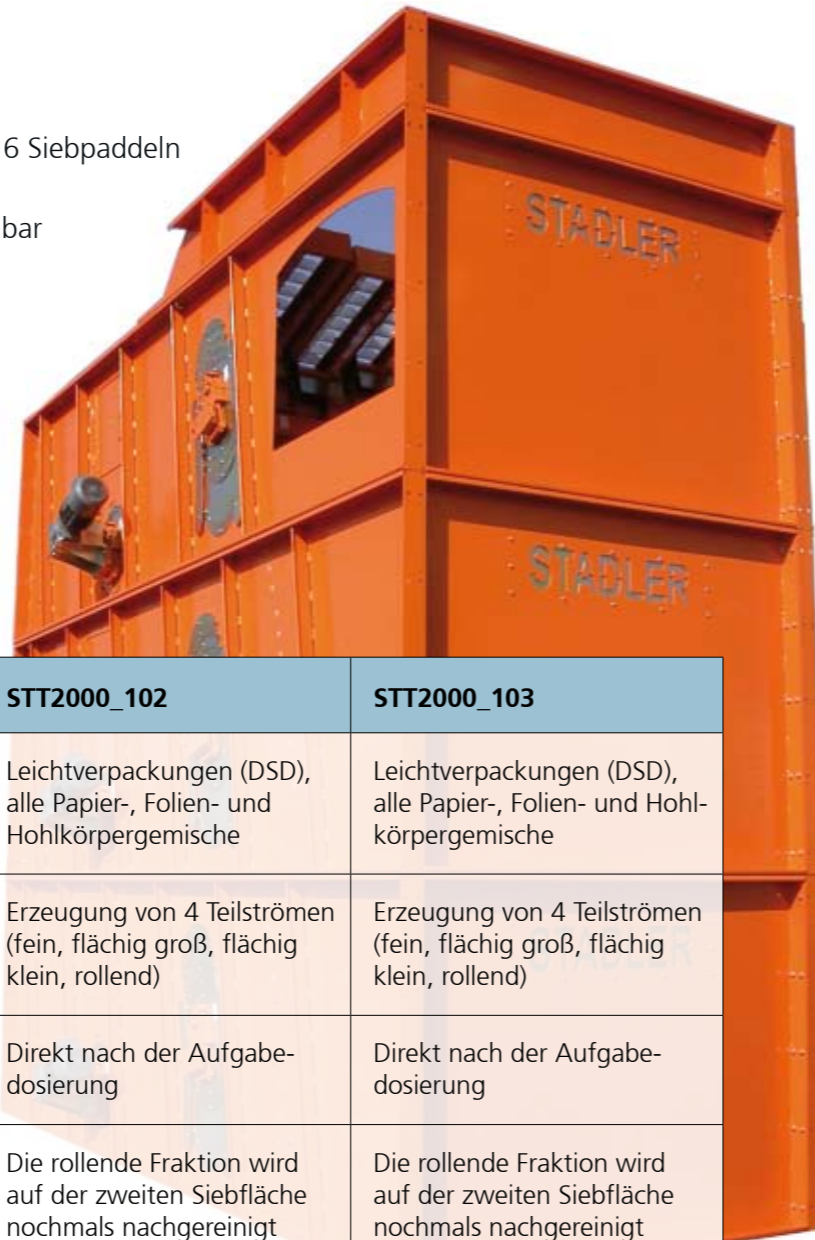 6 Siebpaddeln
bar
STADLER
STADLER
STT2000_102
STT2000_103
Leichtverpackungen (DSD),
alle Papier-, Folien- und
Hohlkörpergemische
Leichtverpackungen (DSD),
alle Papier-, Folien- und Hohl-
körpergemische
Erzeugung von 4 Teilströmen
(fein, flächig groß, flächig
klein, rollend)
Erzeugung von 4 Teilströmen
(fein, flächig groß, flächig
klein, rollend)
STADLER
Direkt nach der Aufgabe-
dosierung
Direkt nach der Aufgabe-
dosierung
Die rollende Fraktion wird
auf der zweiten Siebfläche
nochmals nachgereinigt
Die rollende Fraktion wird
auf der zweiten Siebfläche
nochmals nachgereinigt